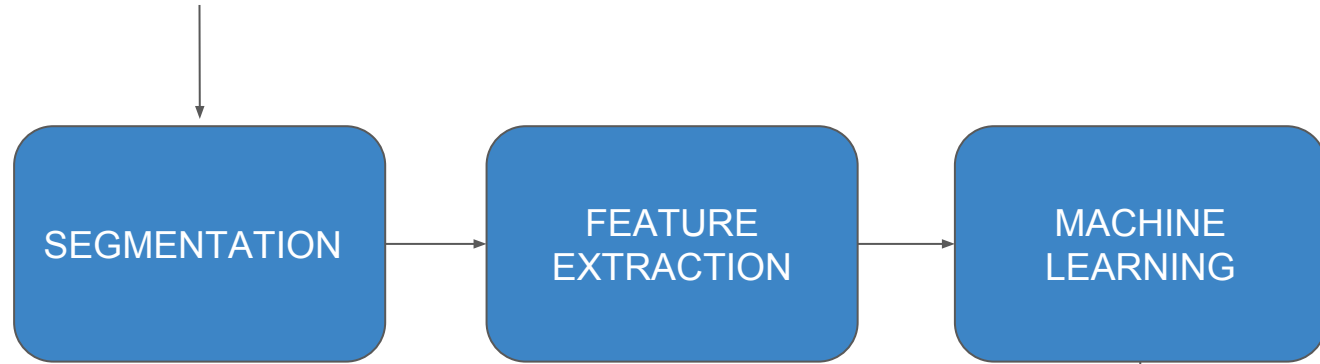 SEGMENTATION
FEATURE
EXTRACTION
MACHINE
LEARNING